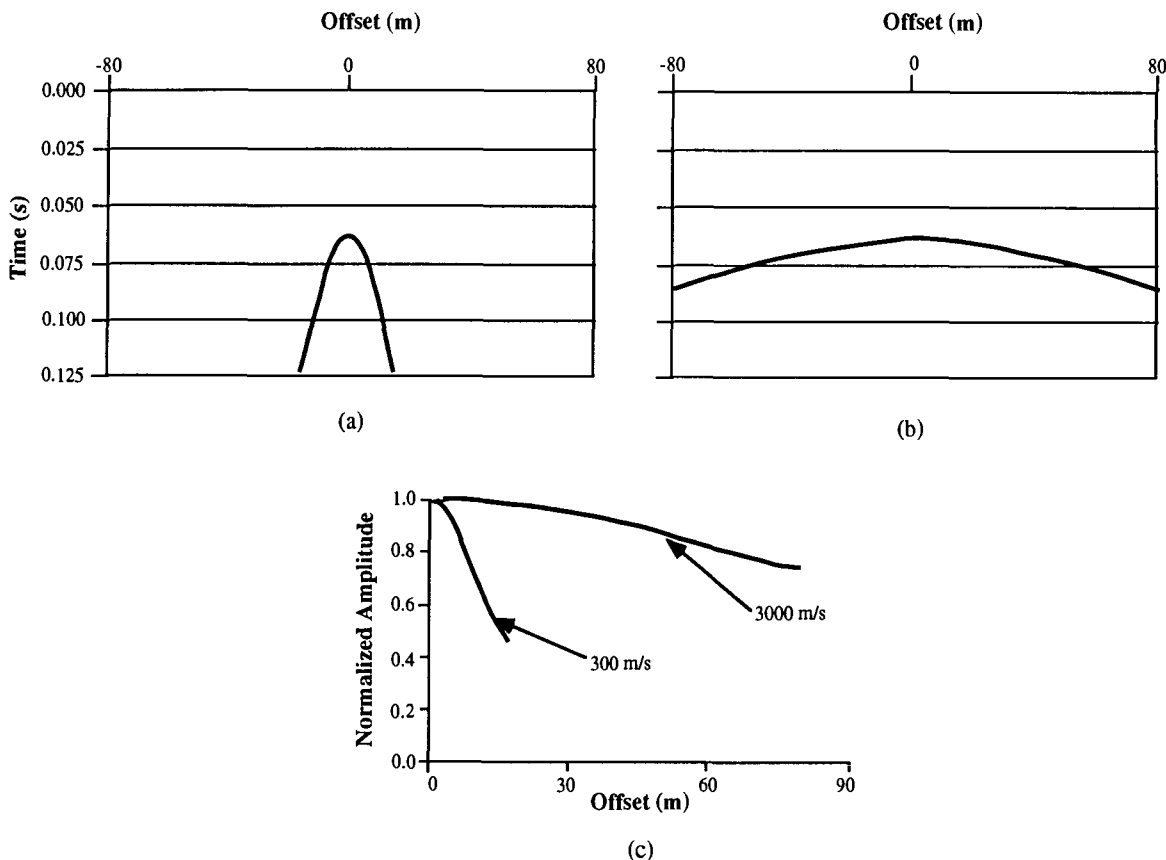 Offset (m)
-80 0 80
0.000
0.025
0.050
0.075
0.100
0.125
Time (s)
(a)
Offset (m)
-80 0 80
(b)
1.0
0.8
0.6
0.4
0.2
0.0
Normalized Amplitude
3000 m/s
300 m/s
0 30 60 90
Offset (m)
(c)